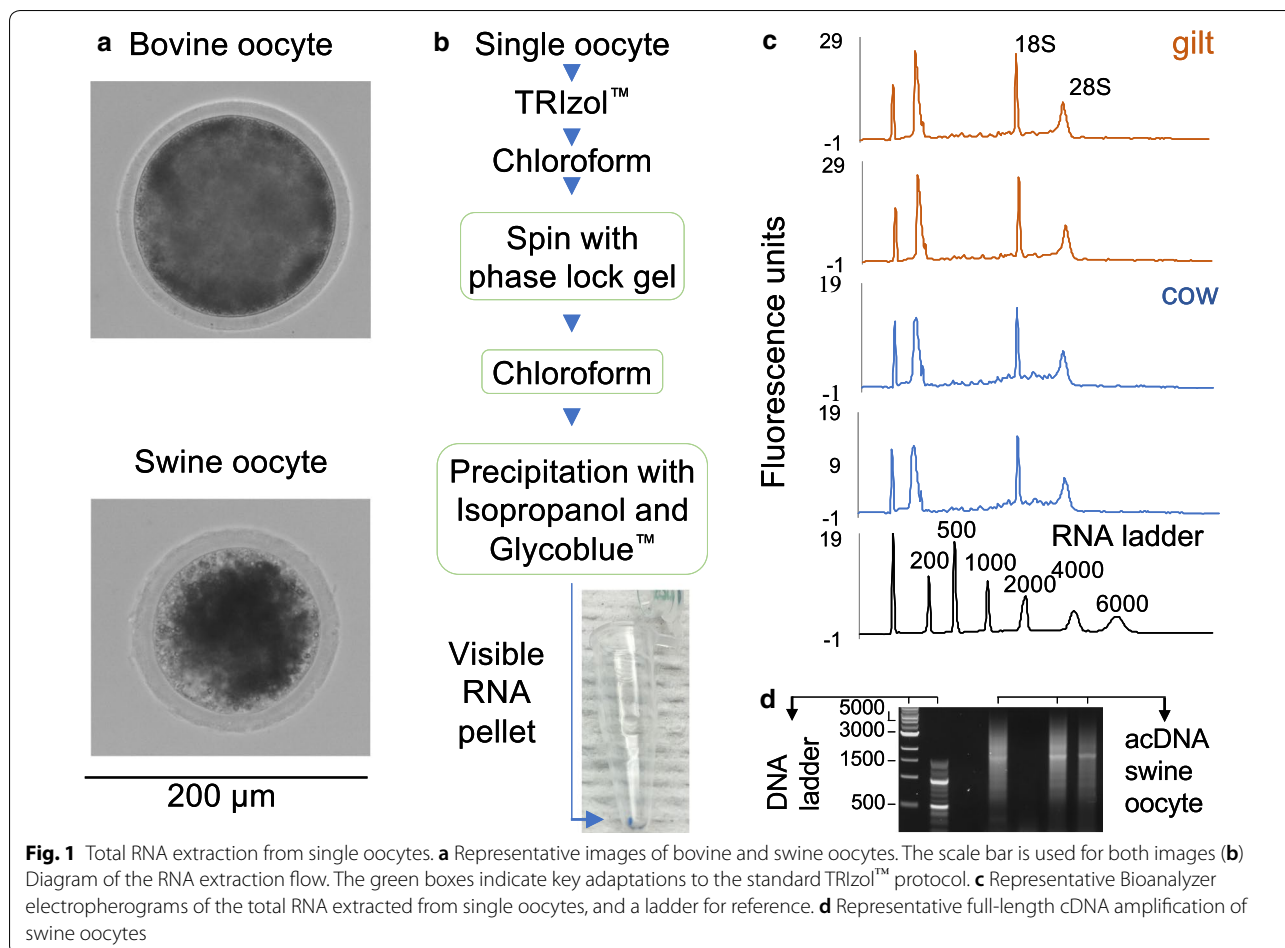 a Bovine oocyte
Swine oocyte
200 µm
b Single oocyte
TRIzol™
Chloroform
Spin with
phase lock gel
Chloroform
Precipitation with
Isopropanol and
Glycoblue™
Visible
RNA
pellet
c
Fluorescence units
29
-1
gilt
18S
28S
29
-1
19
-1
cow
19
9
-1
19
-1
RNA ladder
200
500
1000
2000
4000
6000
d
DNA
ladder
5000
3000
1500
500
acDNA
swine
oocyte
Fig. 1 Total RNA extraction from single oocytes. a Representative images of bovine and swine oocytes. The scale bar is used for both images (b)
Diagram of the RNA extraction flow. The green boxes indicate key adaptations to the standard TRIzol™ protocol. c Representative Bioanalyzer
electropherograms of the total RNA extracted from single oocytes, and a ladder for reference. d Representative full-length cDNA amplification of
swine oocytes